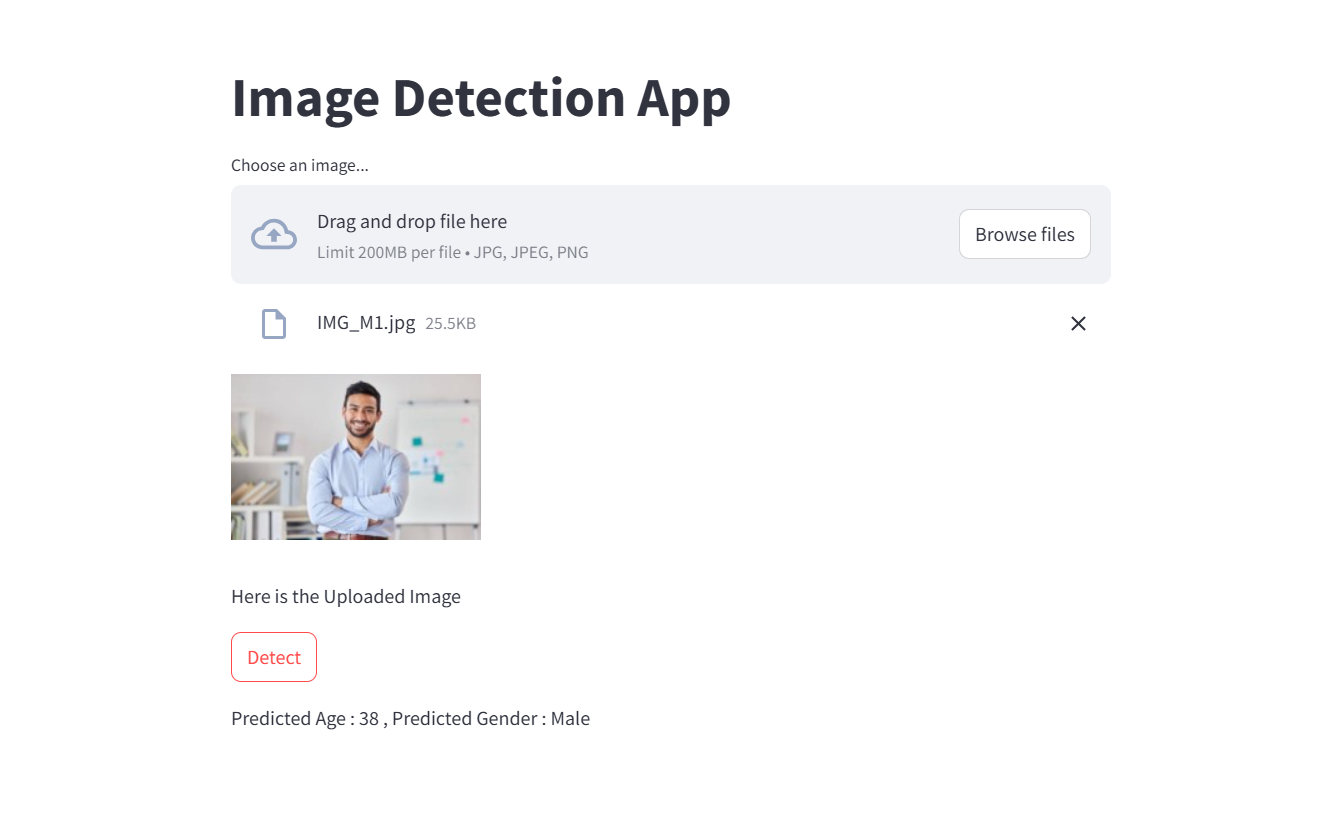 Image Detection App
Choose an image...
Drag and drop file here
Limit 200MB per file • JPG, JPEG, PNG
Browse files
IMG_M1.jpg 25.5KB
Here is the Uploaded Image
Detect
Predicted Age : 38 , Predicted Gender : Male